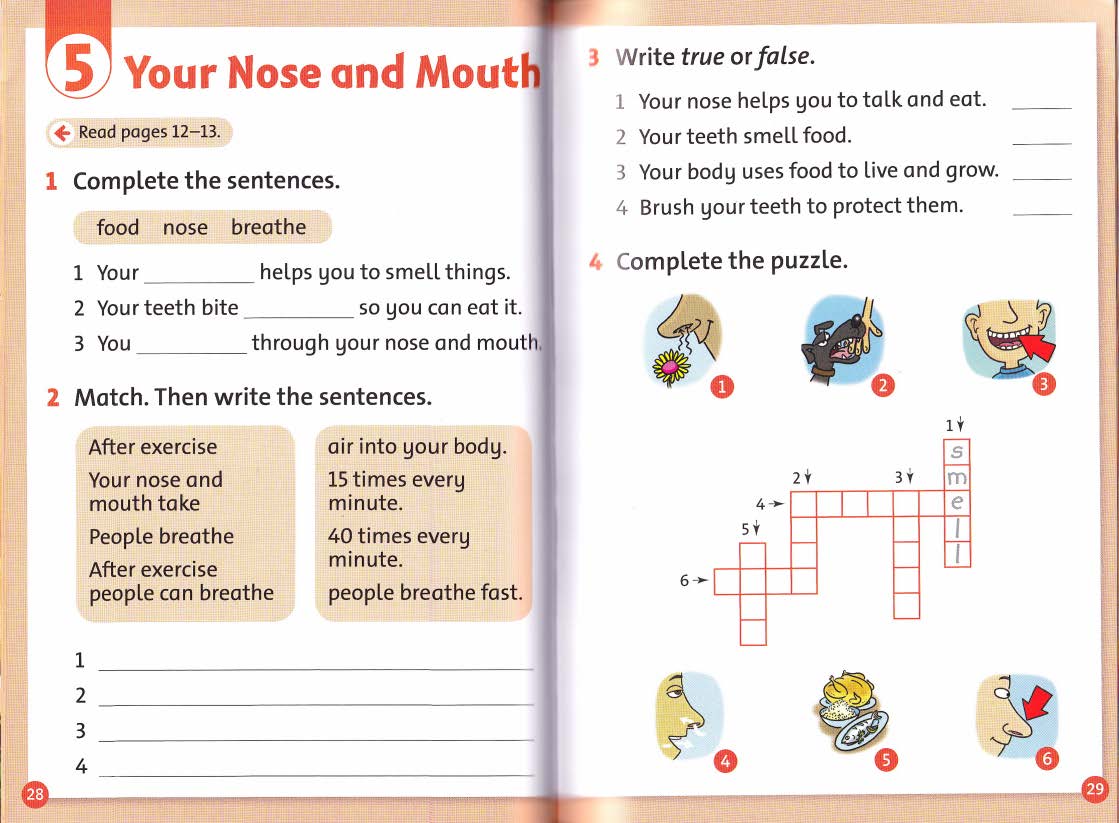 5 Your Nose and Mouth
Read pages 12–13.
1 Complete the sentences.
food nose breathe
1 Your __________ helps you to smell things.
2 Your teeth bite __________ so you can eat it.
3 You __________ through your nose and mouth.
2 Match. Then write the sentences.
After exercise
Your nose and
mouth take
People breathe
After exercise
people can breathe
air into your body.
15 times every
minute.
40 times every
minute.
people breathe fast.
1
2
3
4
28
3 Write true or false.
1 Your nose helps you to talk and eat. ______
2 Your teeth smell food. ______
3 Your body uses food to live and grow. ______
4 Brush your teeth to protect them. ______
4 Complete the puzzle.
1
2
3
1
s
2
3
m
4
e
5
l
l
6
4
5
6
29